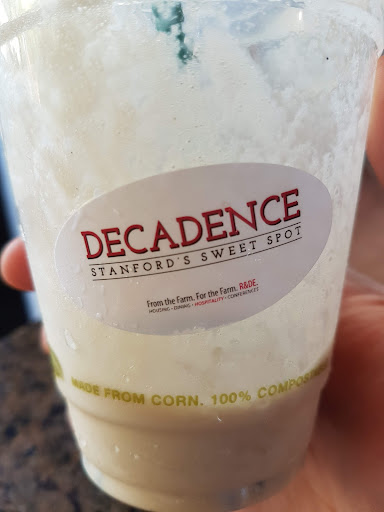 DECADENCE
STANFORD'S SWEET SPOT
From the Farm. For the Farm. R&DE.
HOUSING • DINING • HOSPITALITY • CONFERENCES
MADE FROM CORN. 100%